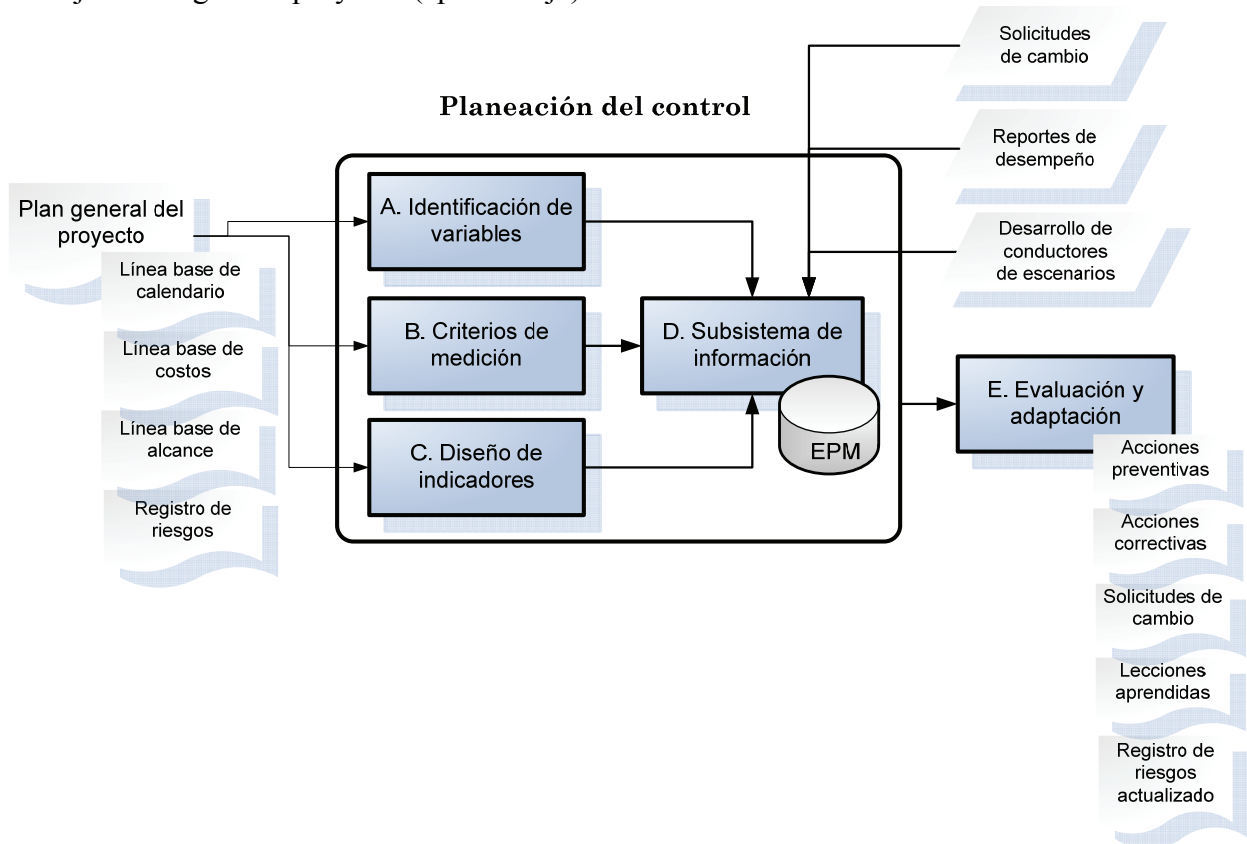 Solicitudes
de cambio
Planeación del control
Reportes de
desempeño
Plan general del
proyecto
A. Identificación de
variables
Desarrollo de
conductores
de escenarios
Línea base de
calendario
B. Criterios de
medición
D. Subsistema de
información
Línea base de
costos
E. Evaluación y
adaptación
Línea base de
alcance
C. Diseño de
indicadores
EPM
Acciones
preventivas
Registro de
riesgos
Acciones
correctivas
Solicitudes de
cambio
Lecciones
aprendidas
Registro de
riesgos
actualizado